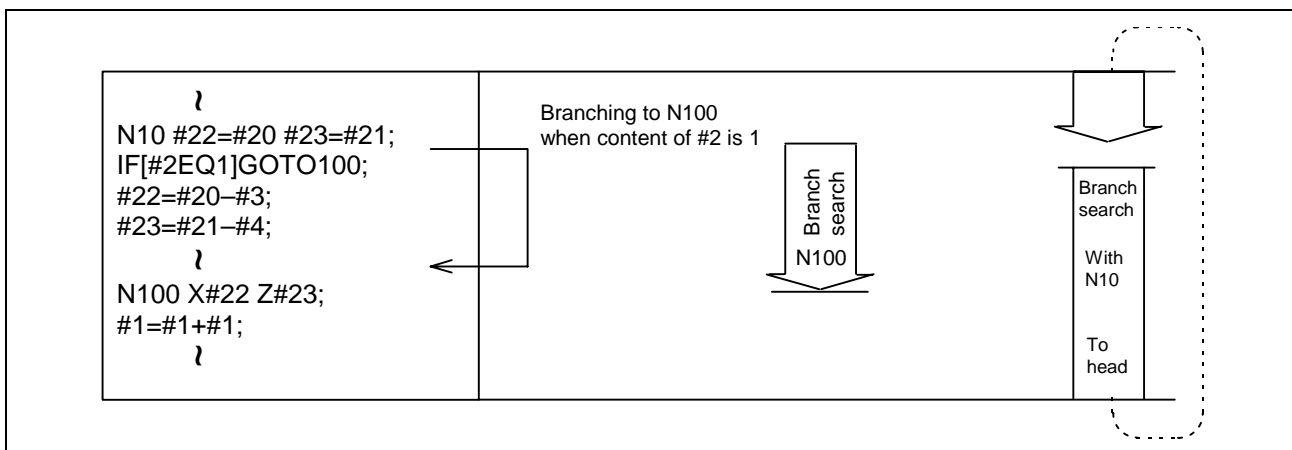 ~
N10 #22=#20 #23=#21;
IF[#2EQ1]GOTO100;
#22=#20–#3;
#23=#21–#4;
~
N100 X#22 Z#23;
#1=#1+#1;
~
Branching to N100
when content of #2 is 1
Branch
search
N100
Branch
search
With
N10
To
head